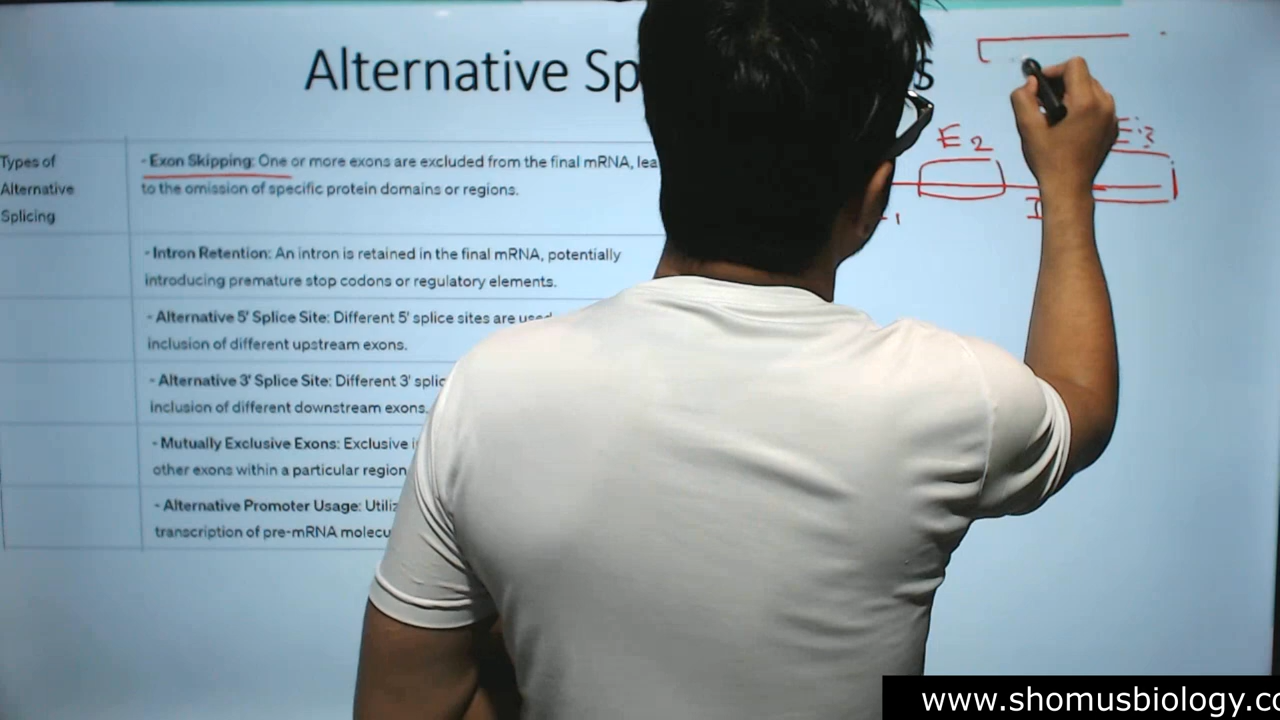 Alternative Sp s
Types of
Alternative
Splicing
- Exon Skipping: One or more exons are excluded from the final mRNA, lea
to the omission of specific protein domains or regions.
- Intron Retention: An intron is retained in the final mRNA, potentially
introducing premature stop codons or regulatory elements.
- Alternative 5' Splice Site: Different 5' splice sites are used
inclusion of different upstream exons.
- Alternative 3' Splice Site: Different 3' splic
inclusion of different downstream exons.
- Mutually Exclusive Exons: Exclusive i
other exons within a particular region
- Alternative Promoter Usage: Utiliz
transcription of pre-mRNA molecu
E2
E3
I
www.shomusbiology.co